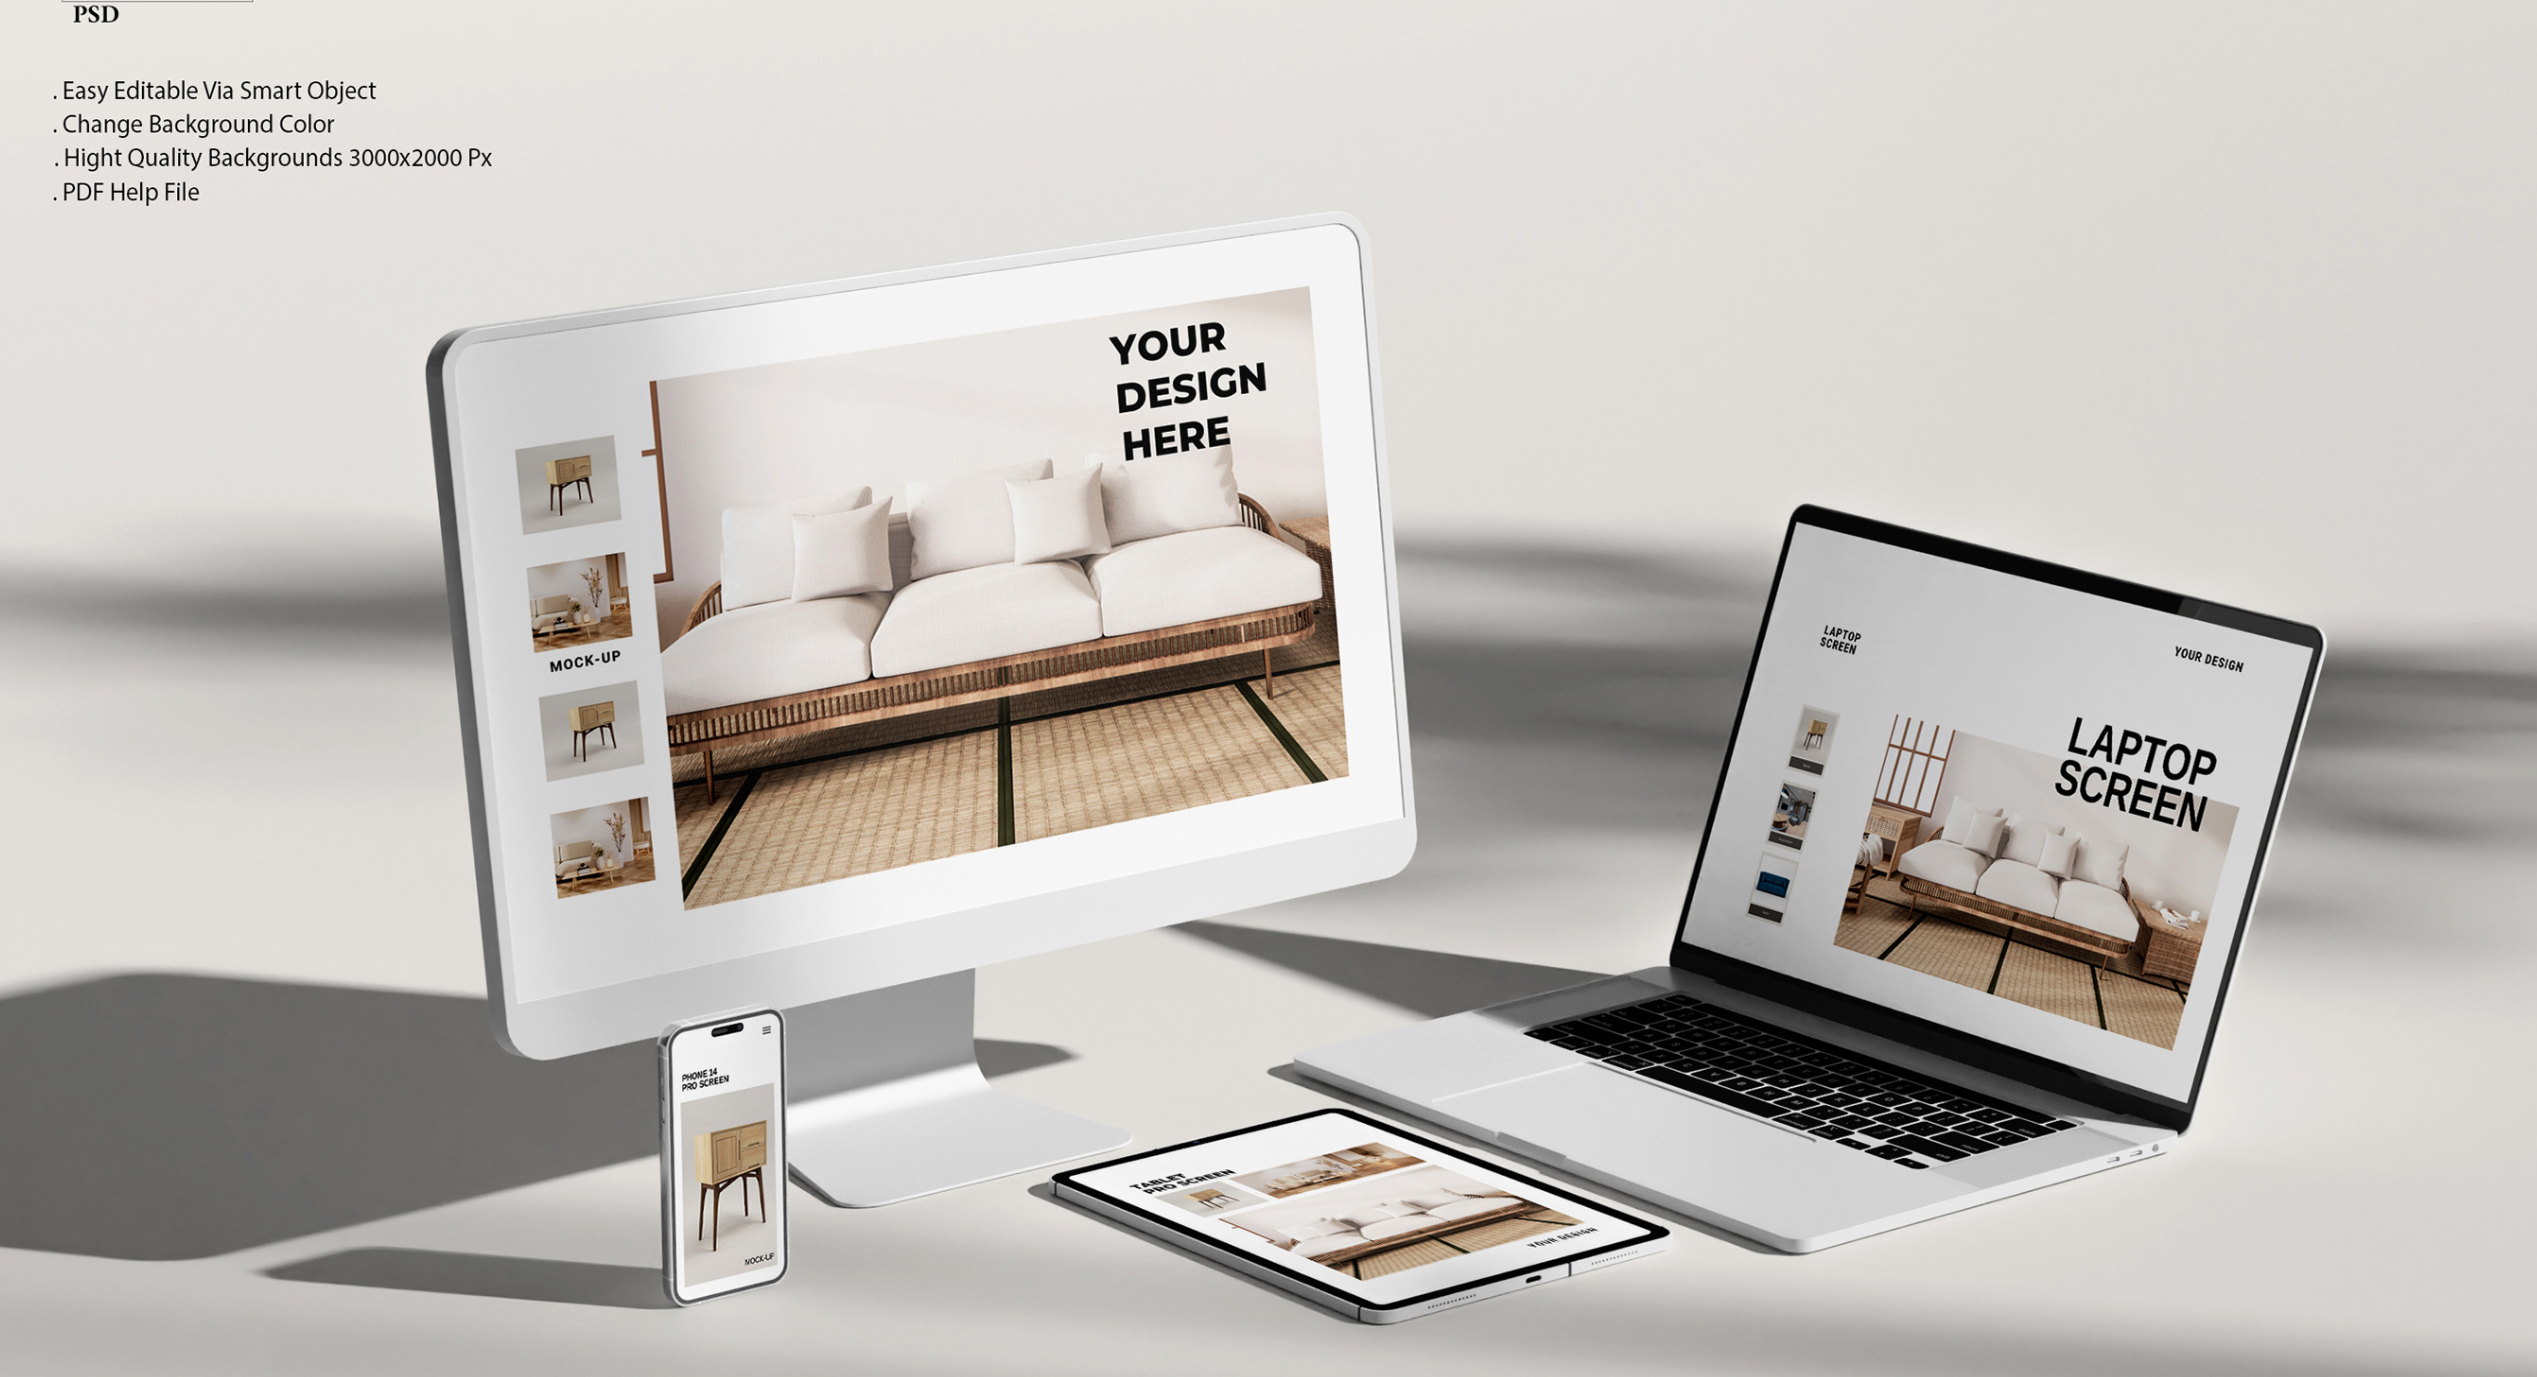 PSD
. Easy Editable Via Smart Object
. Change Background Color
. Hight Quality Backgrounds 3000x2000 Px
. PDF Help File
YOUR
DESIGN
HERE
MOCK-UP
LAPTOP
SCREEN
YOUR DESIGN
LAPTOP
SCREEN
PHONE 14
PRO SCREEN
MOCK-UP
TABLET
PRO SCREEN
YOUR DESIGN